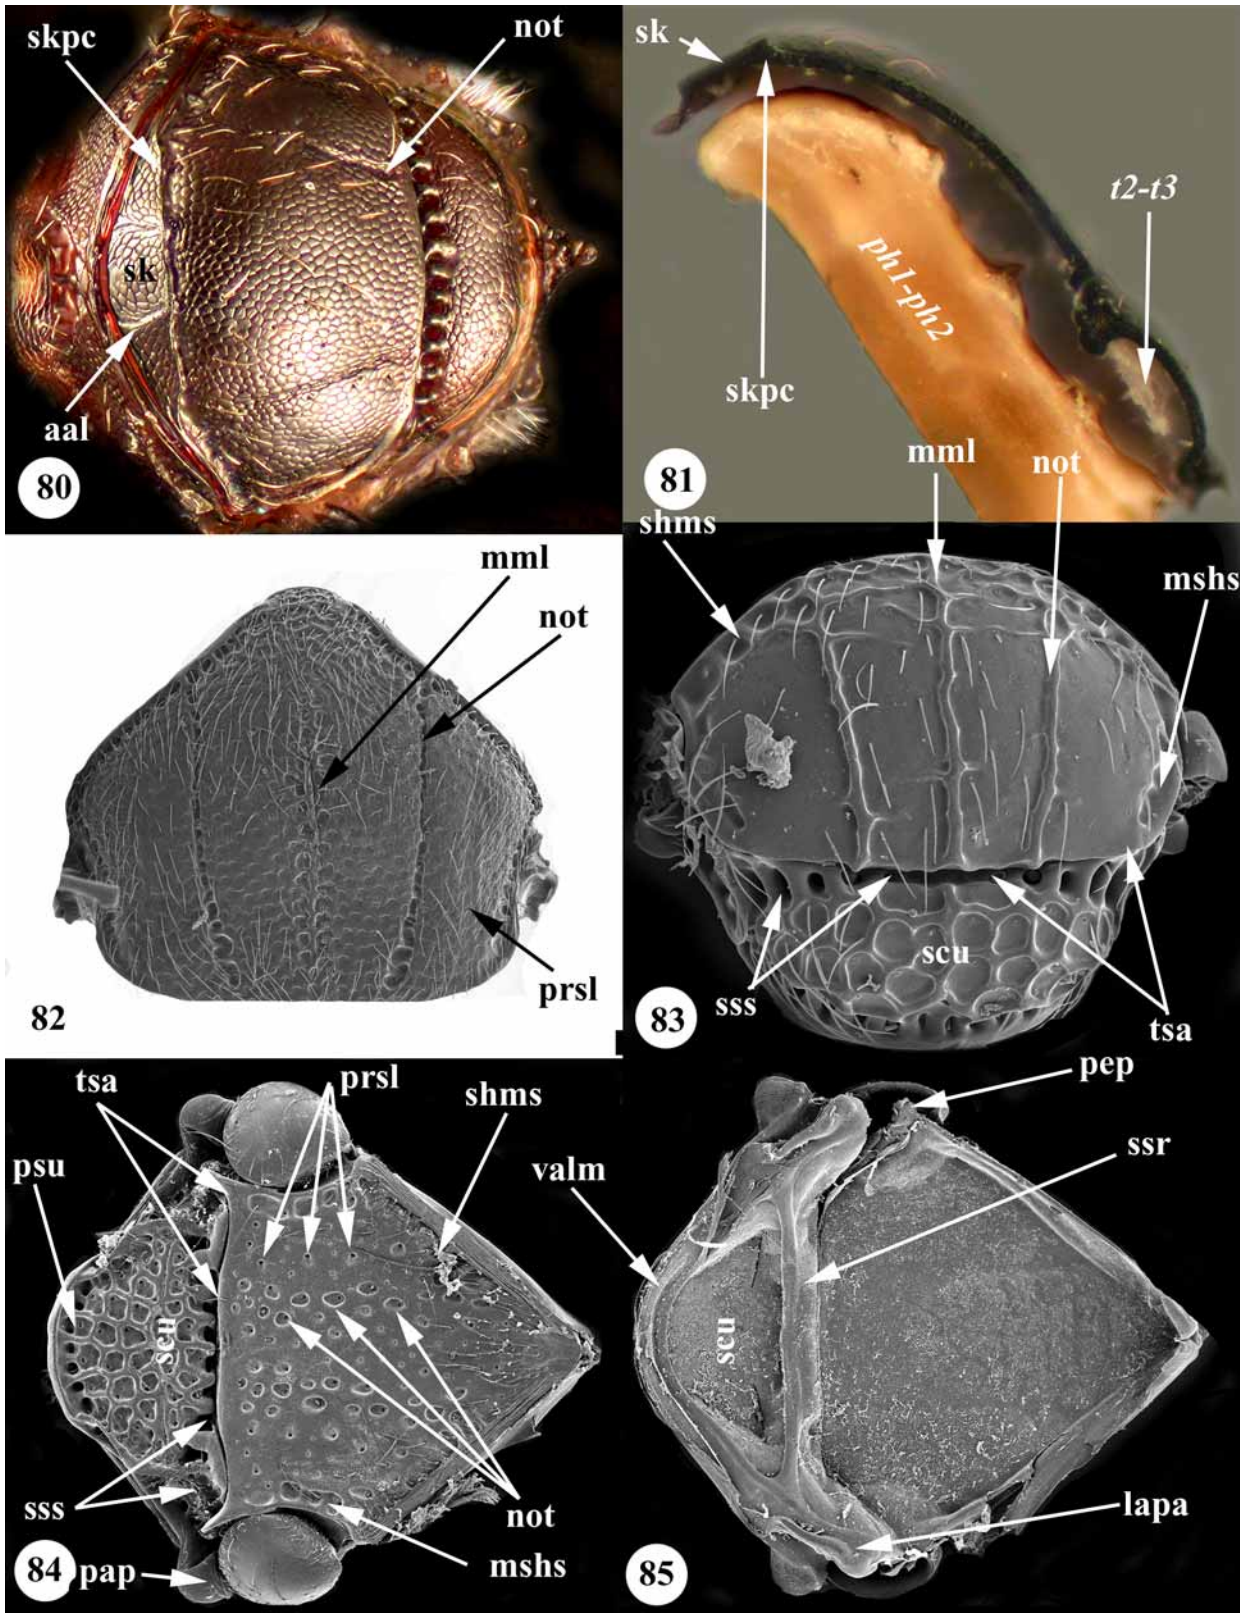 skpc
not
sk
aal
80
sk
t2-t3
ph1-ph2
skpc
81
mml
not
prsl
82
mml
not
shms
mshs
scu
sss
tsa
83
tsa
prsl
shms
psu
scu
sss
not
mshs
pap
84
pep
valm
ssr
scu
lapa
85